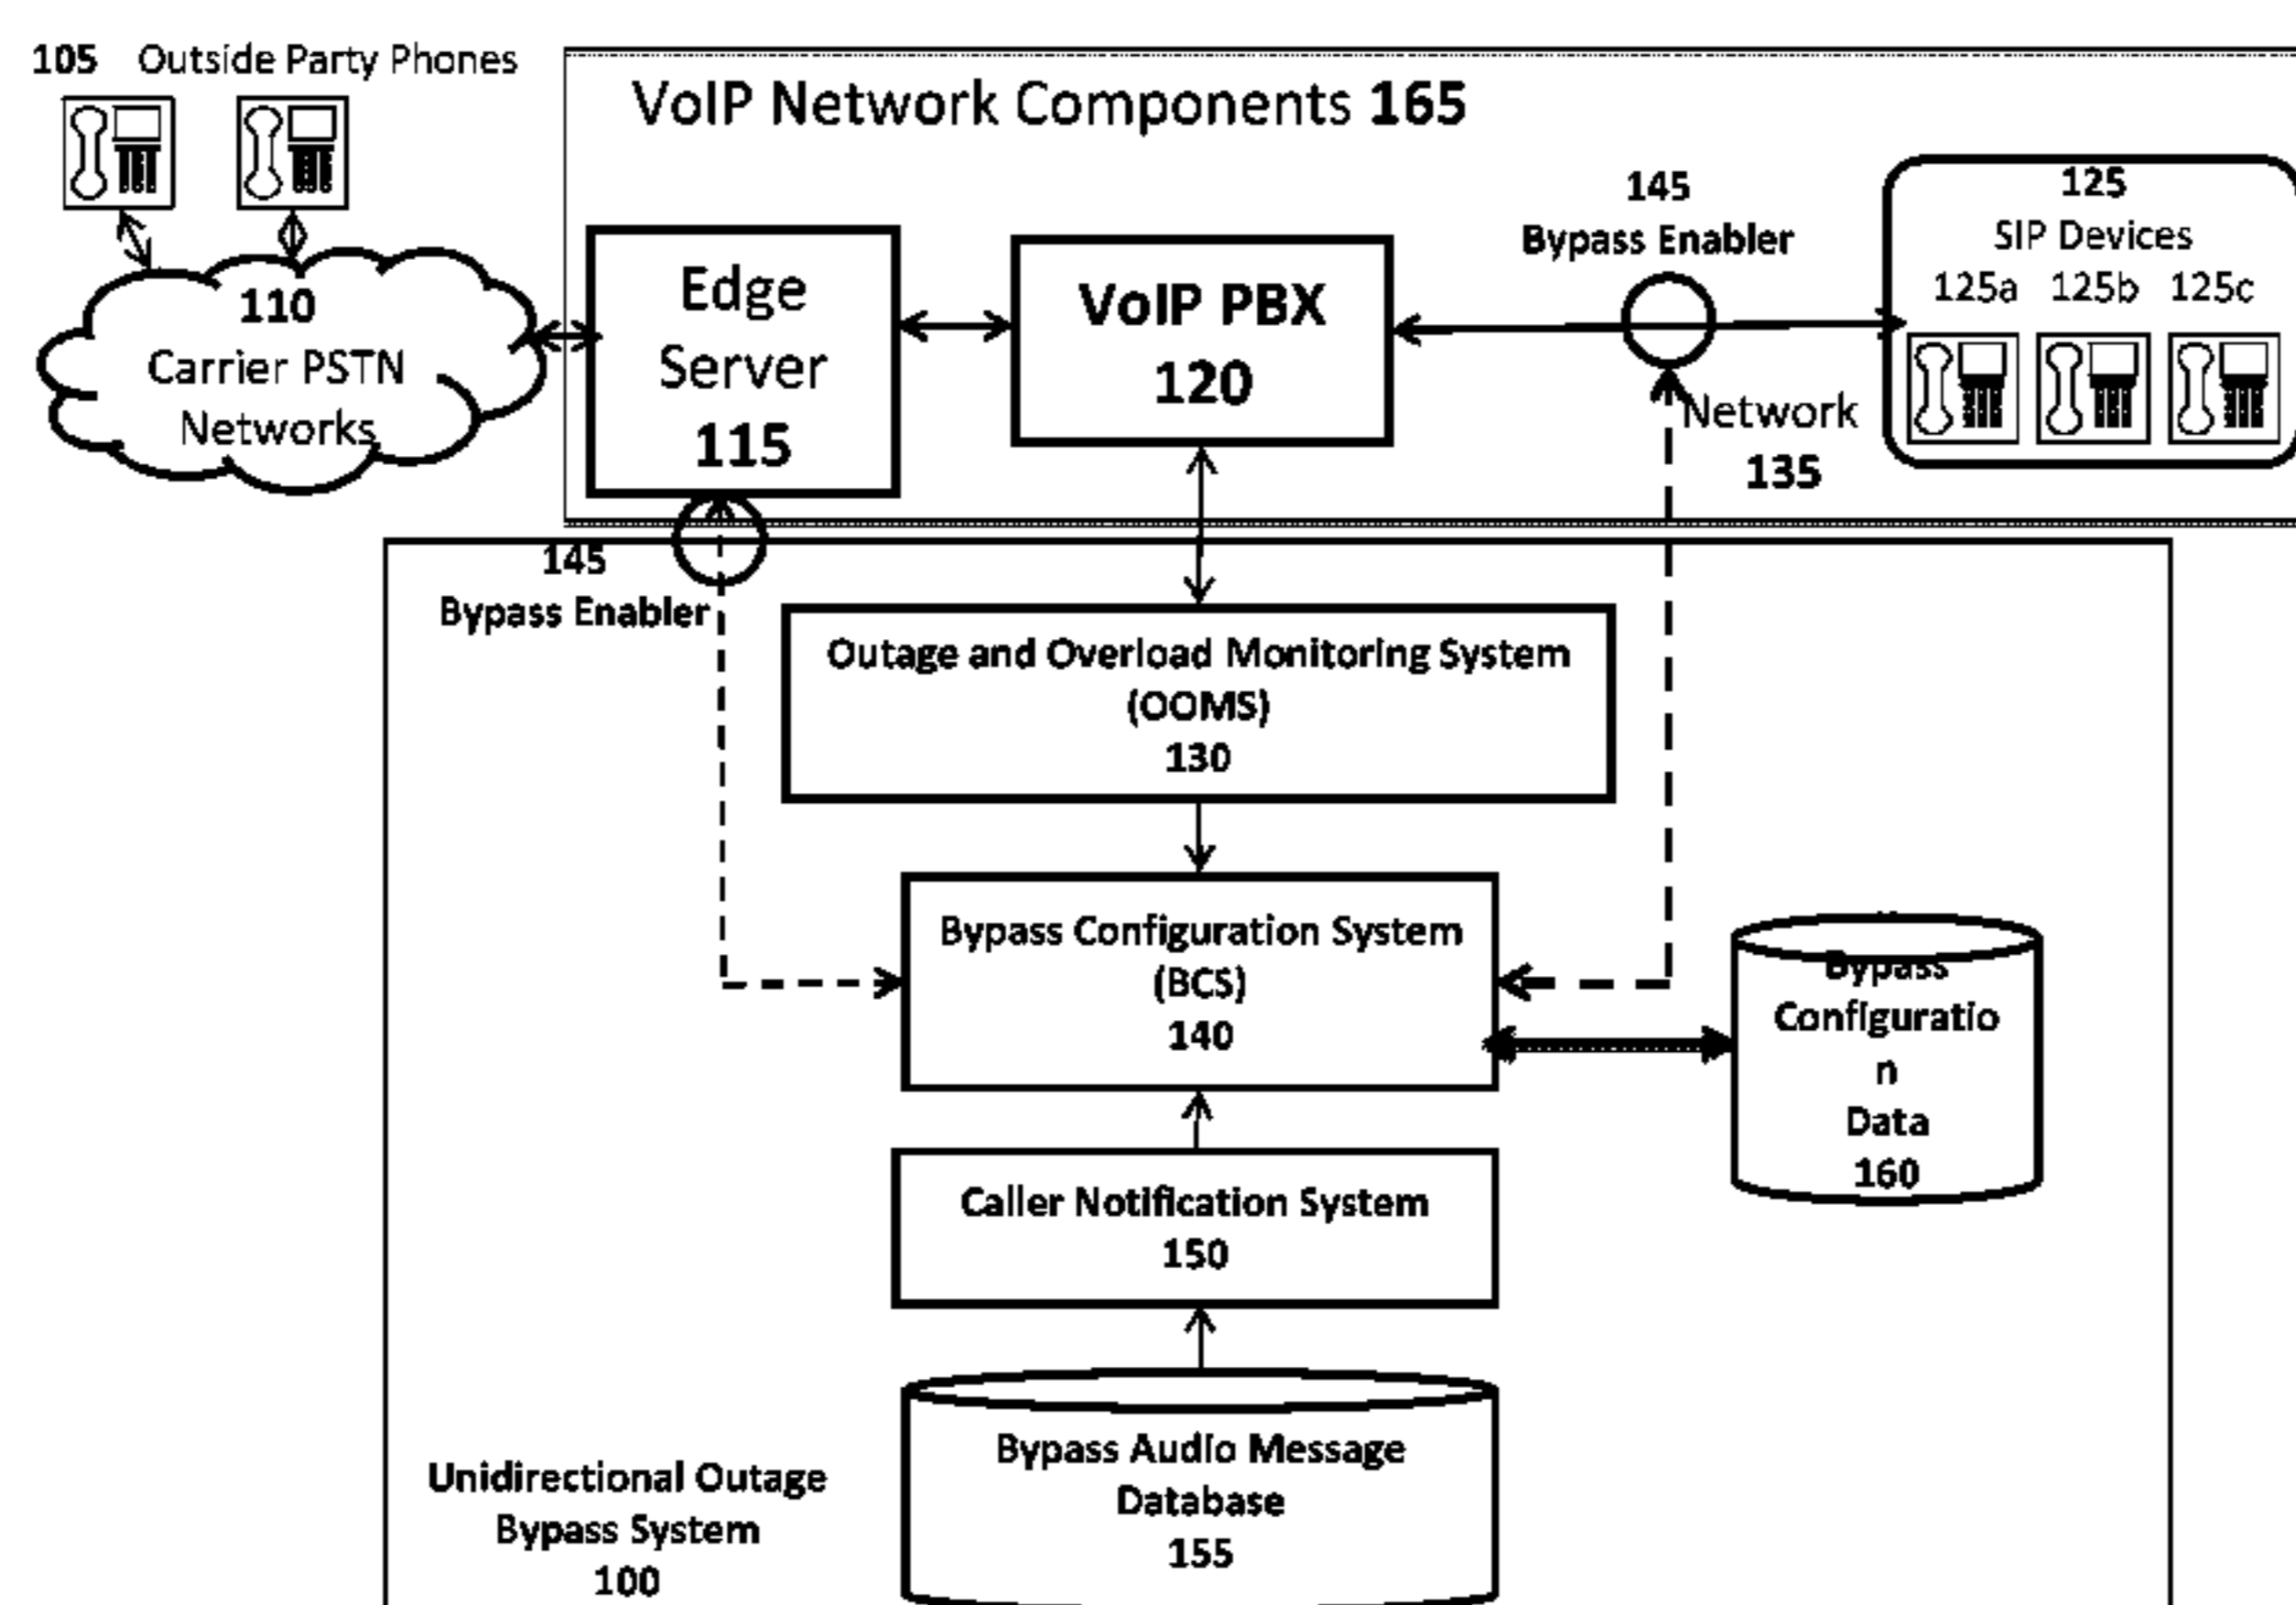 105 Outside Party Phones
VoIP Network Components 165
110
Carrier PSTN
Networks
Edge
Server
115
VoIP PBX
120
145
Bypass Enabler
125
SIP Devices
125a 125b 125c
Network
135
145
Bypass Enabler
Outage and Overload Monitoring System
(OOMS)
130
Bypass Configuration System
(BCS)
140
Bypass
Configuratio
n
Data
160
Caller Notification System
150
Bypass Audio Message
Database
155
Unidirectional Outage
Bypass System
100